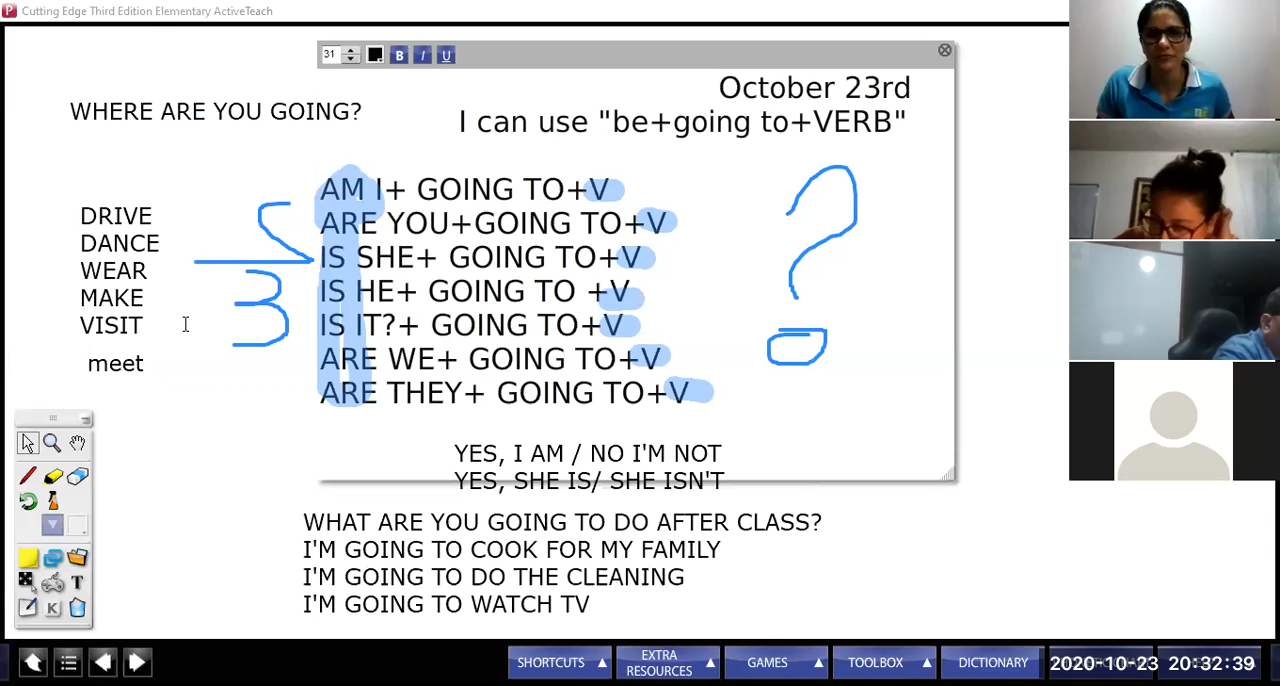 Cutting Edge Third Edition Elementary ActiveTeach
31 B I U
October 23rd
I can use "be+going to+VERB"
WHERE ARE YOU GOING?
AM I+ GOING TO+V
ARE YOU+GOING TO+V
IS SHE+ GOING TO+V
IS HE+ GOING TO +V
IS IT?+ GOING TO+V
ARE WE+ GOING TO+V
ARE THEY+ GOING TO+V
?
DRIVE
DANCE
WEAR
MAKE
VISIT
meet
YES, I AM / NO I'M NOT
YES, SHE IS/ SHE ISN'T
WHAT ARE YOU GOING TO DO AFTER CLASS?
I'M GOING TO COOK FOR MY FAMILY
I'M GOING TO DO THE CLEANING
I'M GOING TO WATCH TV
T
K
SHORTCUTS
EXTRA
RESOURCES
GAMES
TOOLBOX
DICTIONARY
2020-10-23 20:32:39